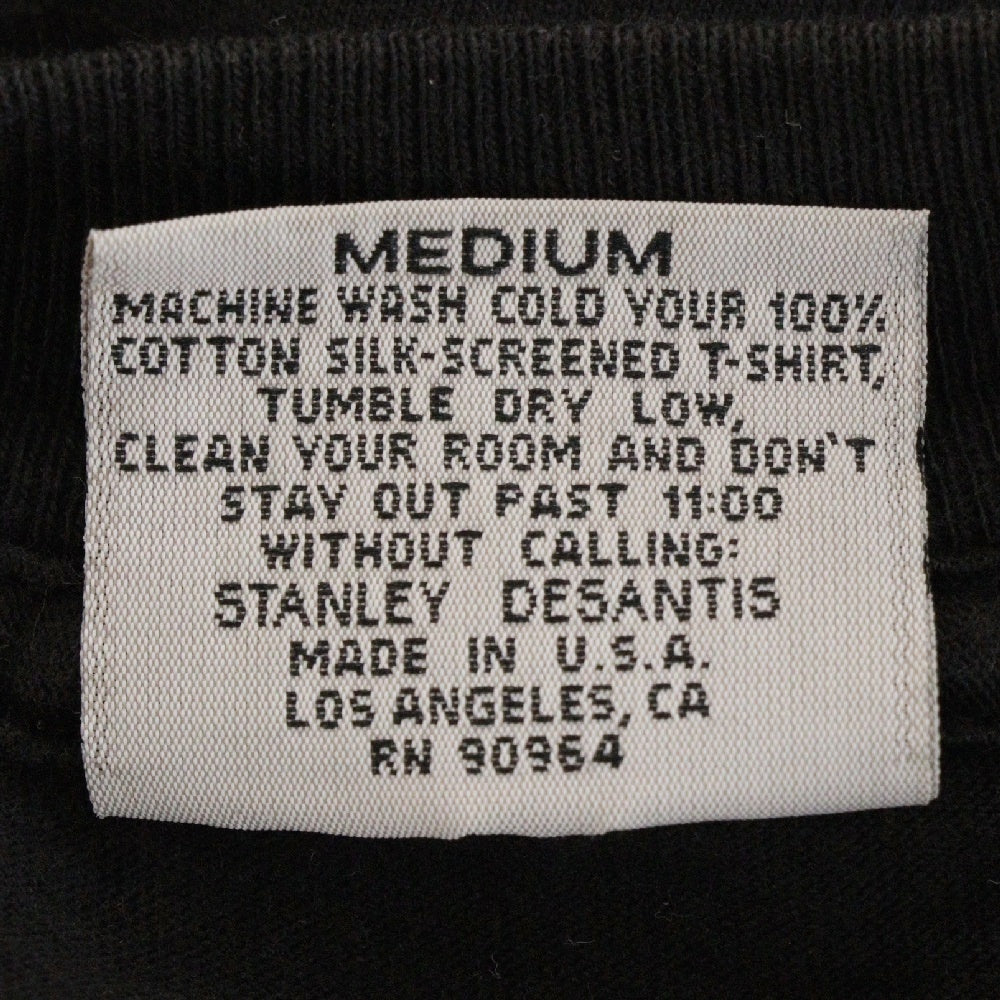 MEDIUM
MACHINE WASH COLD YOUR 100%
COTTON SILK-SCREENED T-SHIRT,
TUMBLE DRY LOW,
CLEAN YOUR ROOM AND DON'T
STAY OUT PAST 11:00
WITHOUT CALLING:
STANLEY DESANTIS
MADE IN U.S.A.
LOS ANGELES, CA
RN 90964